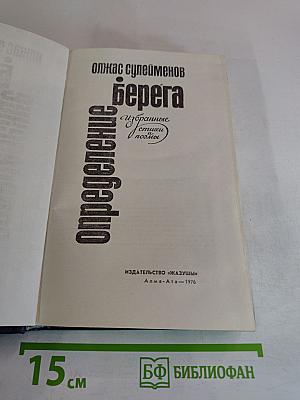 олжас сулейменов
определение
берега
(избранные
стихи и
поэмы)
ИЗДАТЕЛЬСТВО «ЖАЗУШЫ»
Алма-Ата—1976
15 см
БФ БИБЛИОФАН